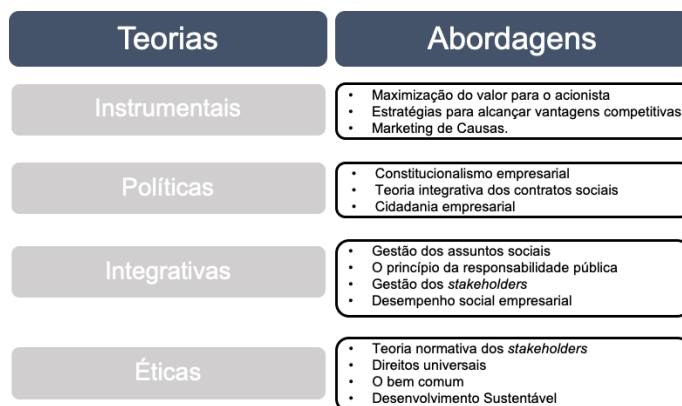 Teorias
Abordagens
Instrumentais
• Maximização do valor para o acionista
• Estratégias para alcançar vantagens competitivas
• Marketing de Causas.
Políticas
• Constitucionalismo empresarial
• Teoria integrativa dos contratos sociais
• Cidadania empresarial
Integrativas
• Gestão dos assuntos sociais
• O princípio da responsabilidade pública
• Gestão dos stakeholders
• Desempenho social empresarial
Éticas
• Teoria normativa dos stakeholders
• Direitos universais
• O bem comum
• Desenvolvimento Sustentável